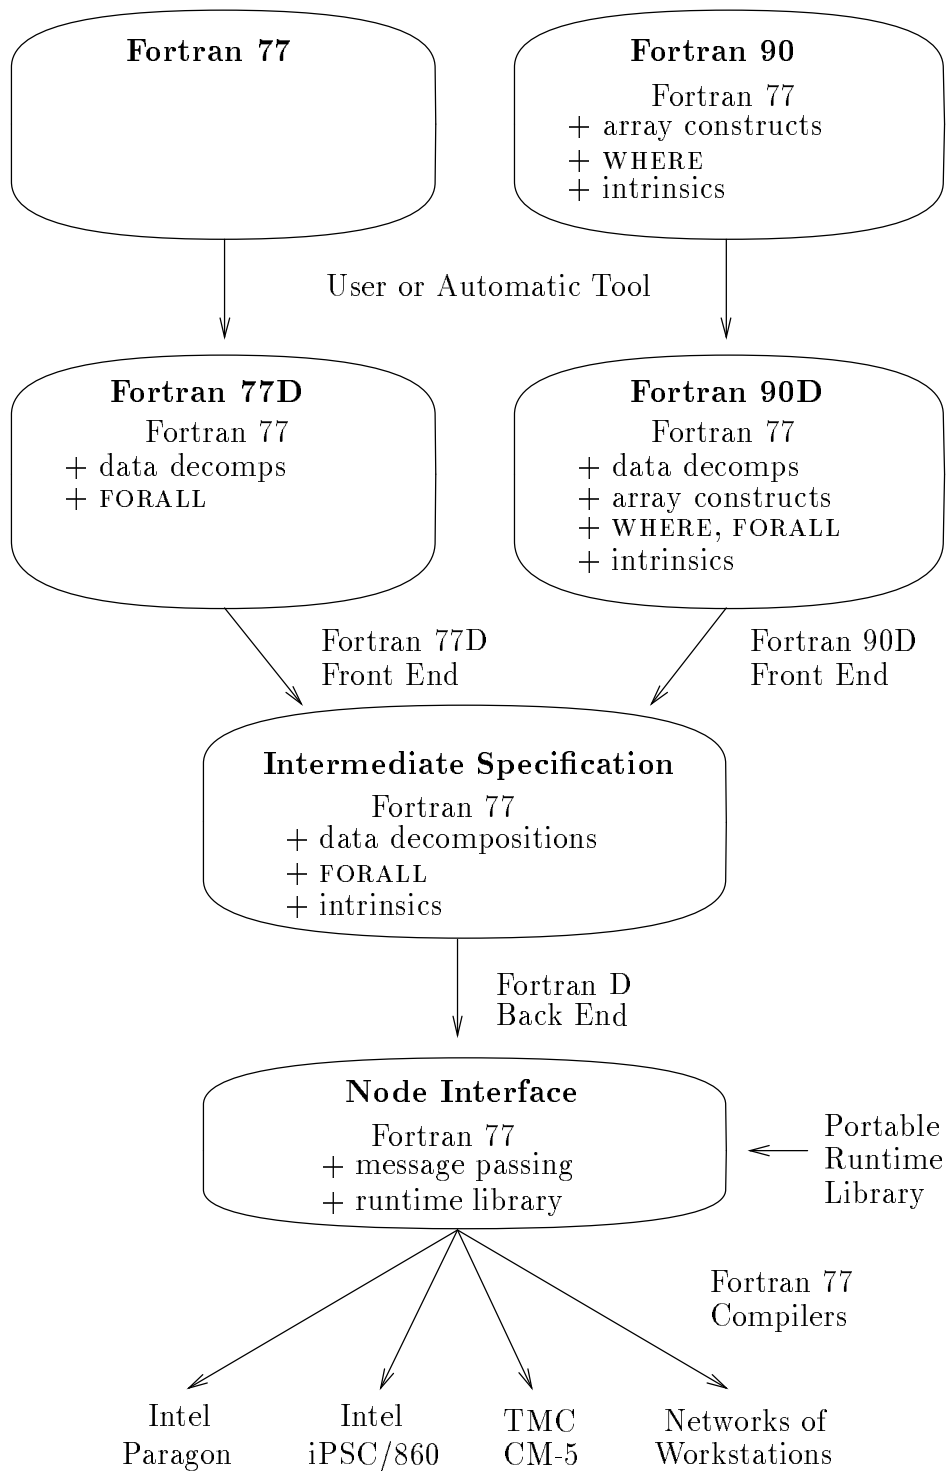 Fortran 77
Fortran 90
Fortran 77
+ array constructs
+ WHERE
+ intrinsics
User or Automatic Tool
Fortran 77D
Fortran 77
+ data decomps
+ FORALL
Fortran 90D
Fortran 77
+ data decomps
+ array constructs
+ WHERE, FORALL
+ intrinsics
Fortran 77D
Front End
Fortran 90D
Front End
Intermediate Specification
Fortran 77
+ data decompositions
+ FORALL
+ intrinsics
Fortran D
Back End
Node Interface
Fortran 77
+ message passing
+ runtime library
Portable
Runtime
Library
Fortran 77
Compilers
Intel
Paragon
Intel
iPSC/860
TMC
CM-5
Networks of
Workstations